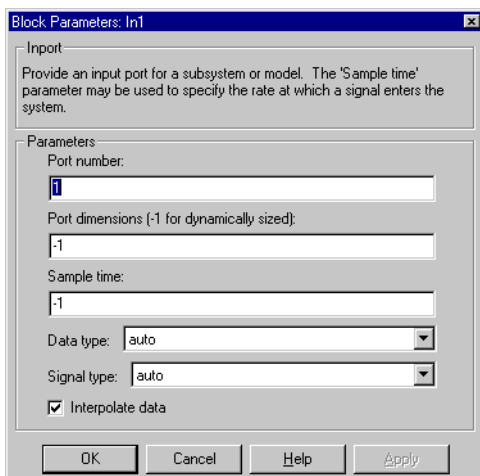 Block Parameters: In1
Inport
Provide an input port for a subsystem or model. The 'Sample time'
parameter may be used to specify the rate at which a signal enters the
system.
Parameters
Port number:
1
Port dimensions (-1 for dynamically sized):
-1
Sample time:
-1
Data type: auto
Signal type: auto
Interpolate data
OK Cancel Help Apply